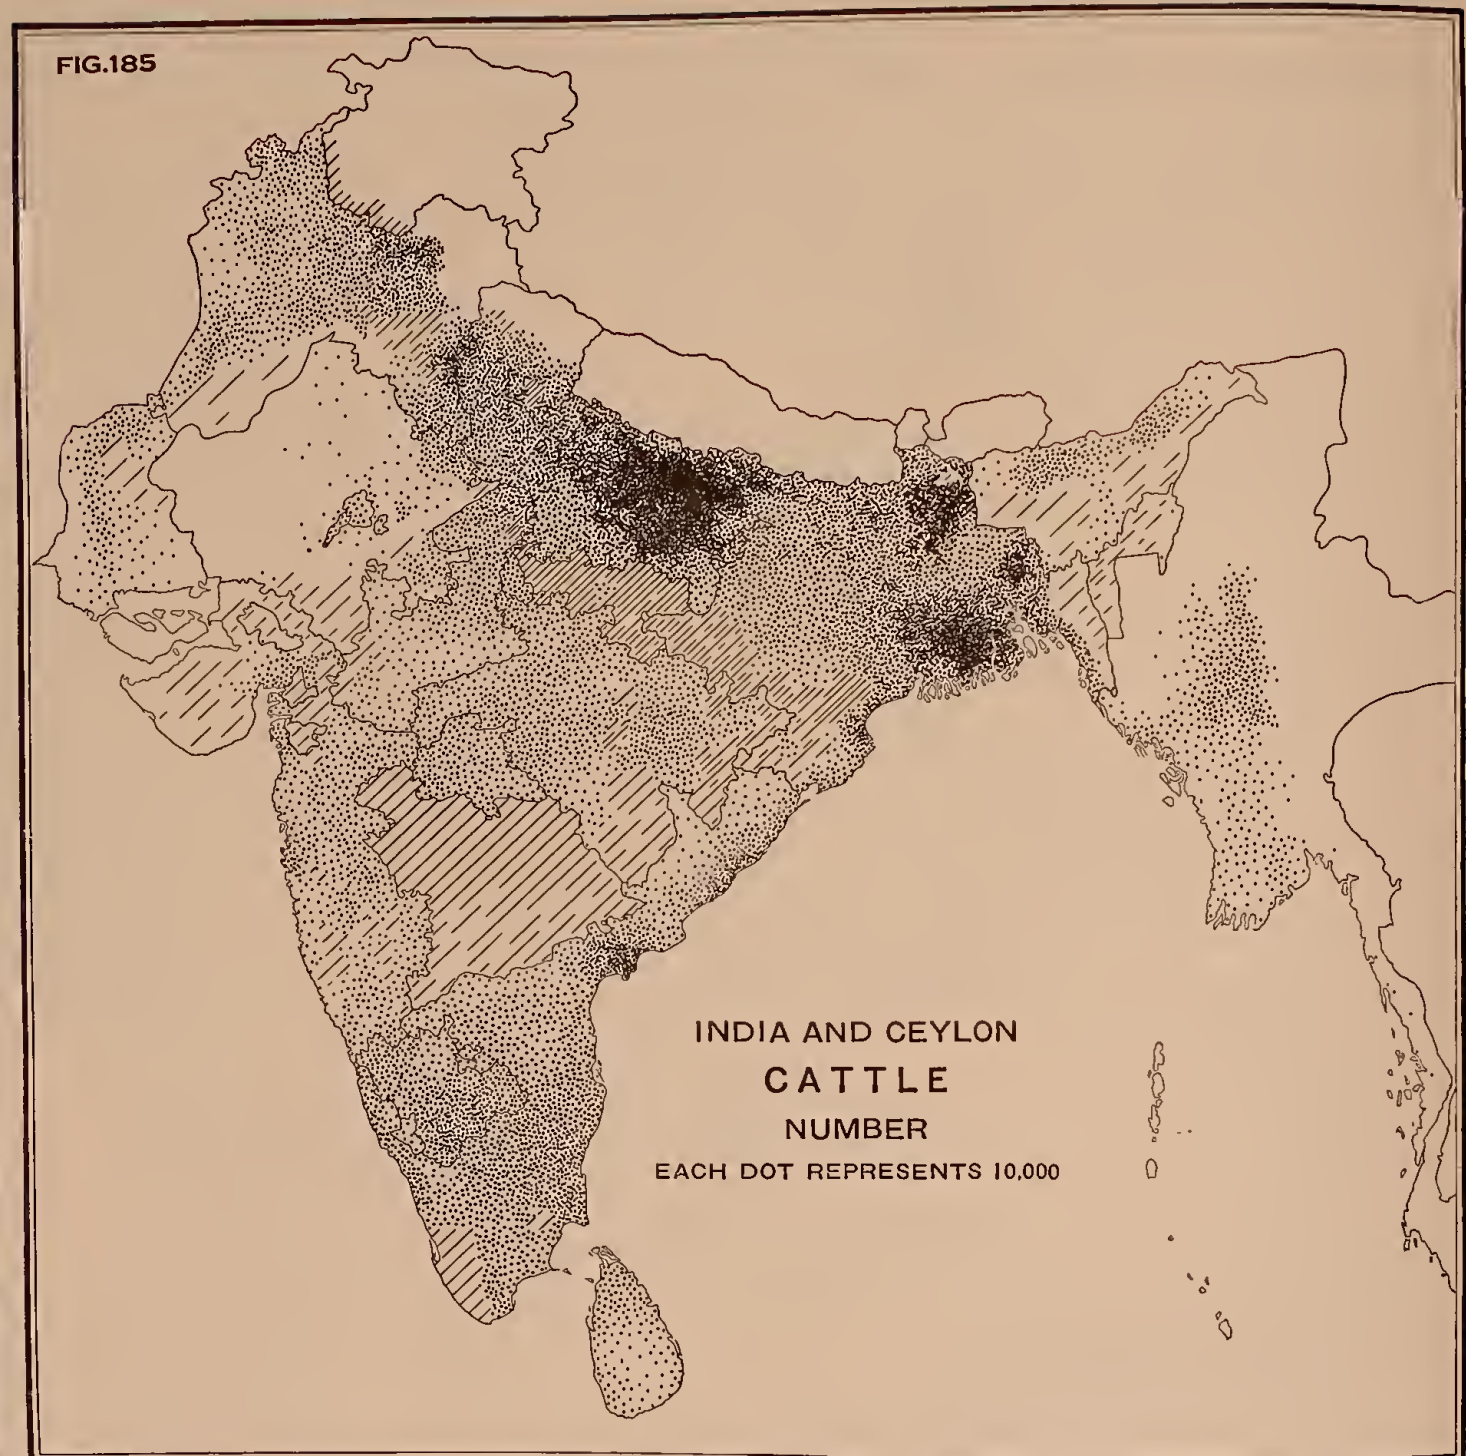 FIG.185
INDIA AND CEYLON
CATTLE
NUMBER
EACH DOT REPRESENTS 10,000